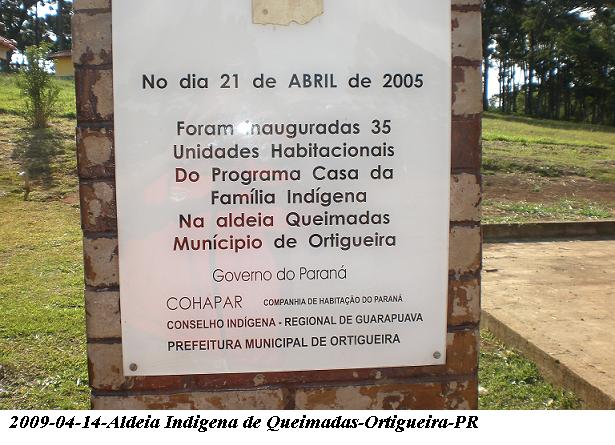 No dia 21 de ABRIL de 2005
Foram inauguradas 35
Unidades Habitacionais
Do Programa Casa da
Família Indígena
Na aldeia Queimadas
Munícipio de Ortigueira
Governo do Paraná
COHAPAR COMPANHIA DE HABITAÇÃO DO PARANÁ
CONSELHO INDÍGENA - REGIONAL DE GUARAPUAVA
PREFEITURA MUNICIPAL DE ORTIGUEIRA
2009-04-14-Aldeia Indigena de Queimadas-Ortigueira-PR